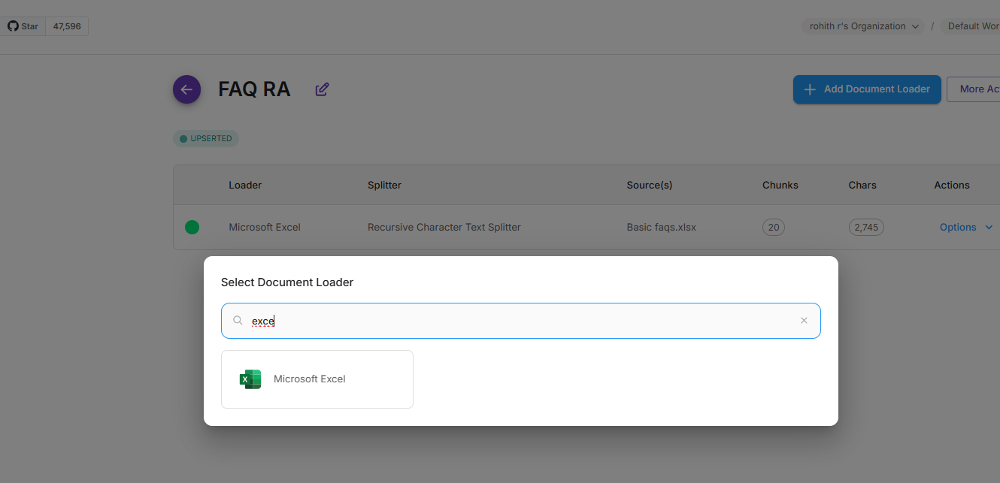 Star 47,596 rohith r's Organization / Default Wor
FAQ RA Add Document Loader More Ac
UPSERTED
Loader Splitter Source(s) Chunks Chars Actions
Microsoft Excel Recursive Character Text Splitter Basic faqs.xlsx 20 2,745 Options
Select Document Loader
exce
Microsoft Excel